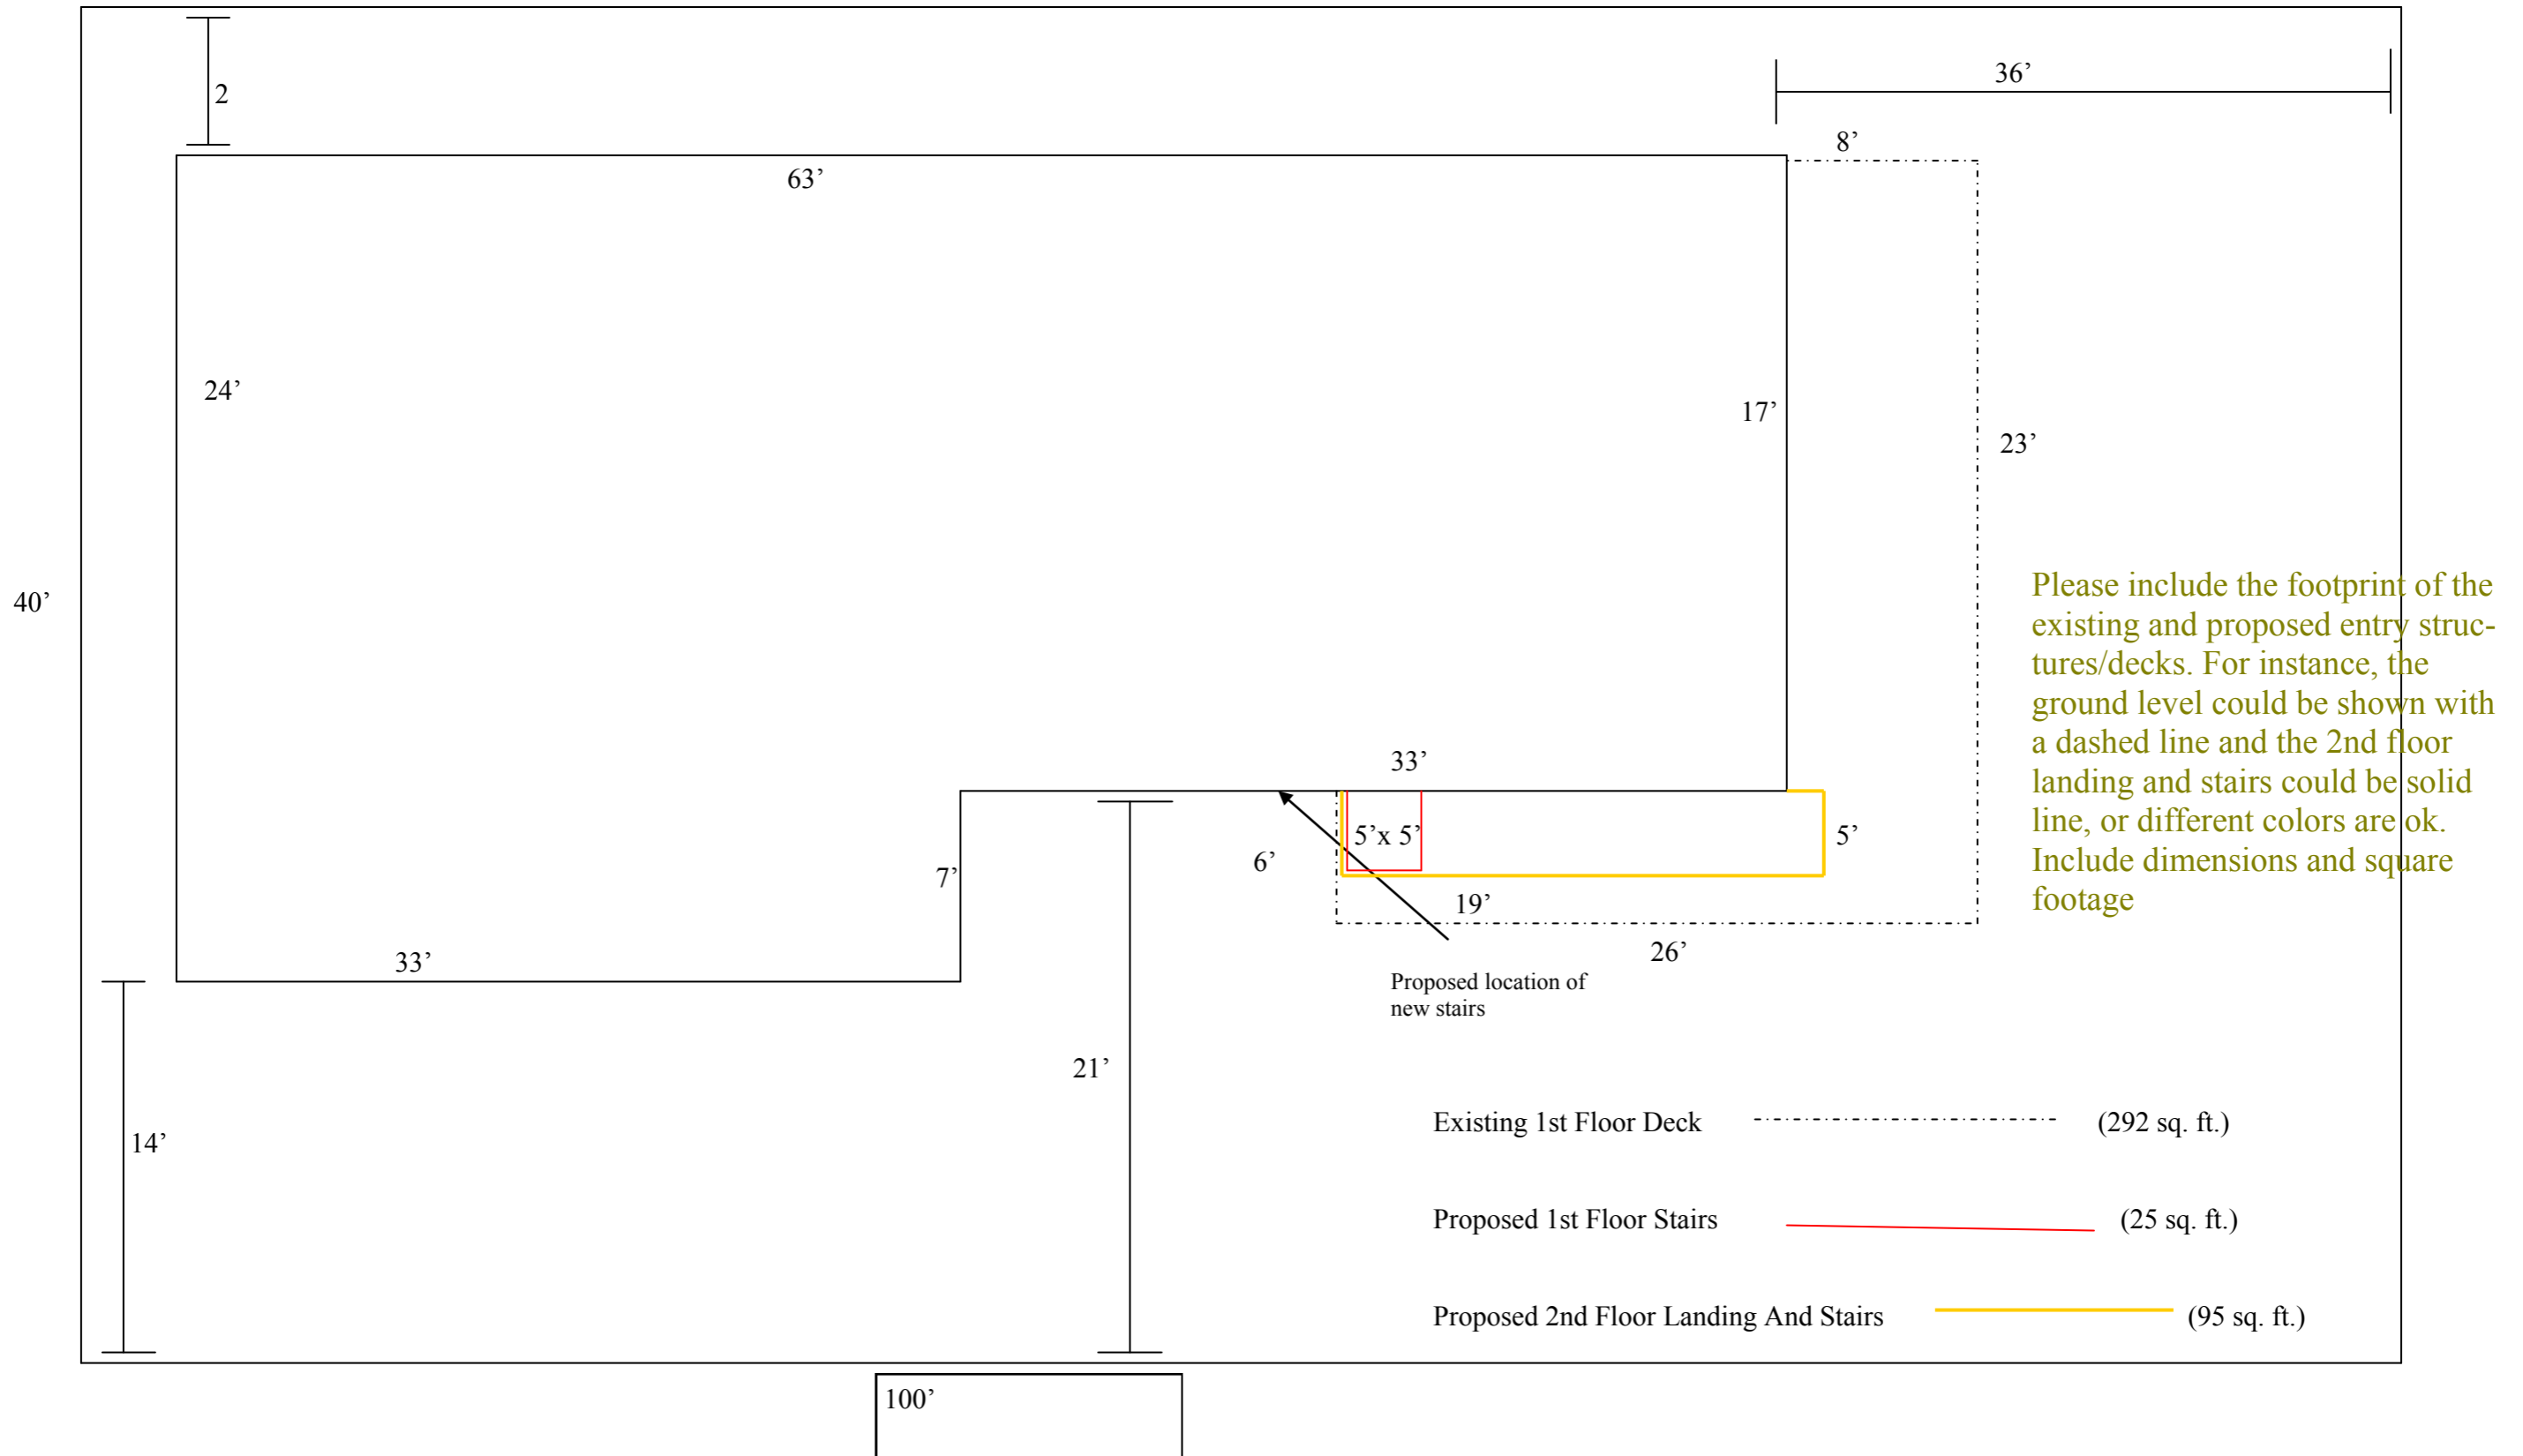 36’
2
8’
63’
24’
17’
23’
40’
Please include the footprint of the
existing and proposed entry struc-
tures/decks. For instance, the
ground level could be shown with
a dashed line and the 2nd floor
landing and stairs could be solid
line, or different colors are ok.
Include dimensions and square
footage
33’
5’x 5’
5’
6’
7’
19’
26’
33’
Proposed location of
new stairs
21’
14’
Existing 1st Floor Deck (292 sq. ft.)
Proposed 1st Floor Stairs (25 sq. ft.)
Proposed 2nd Floor Landing And Stairs (95 sq. ft.)
100’